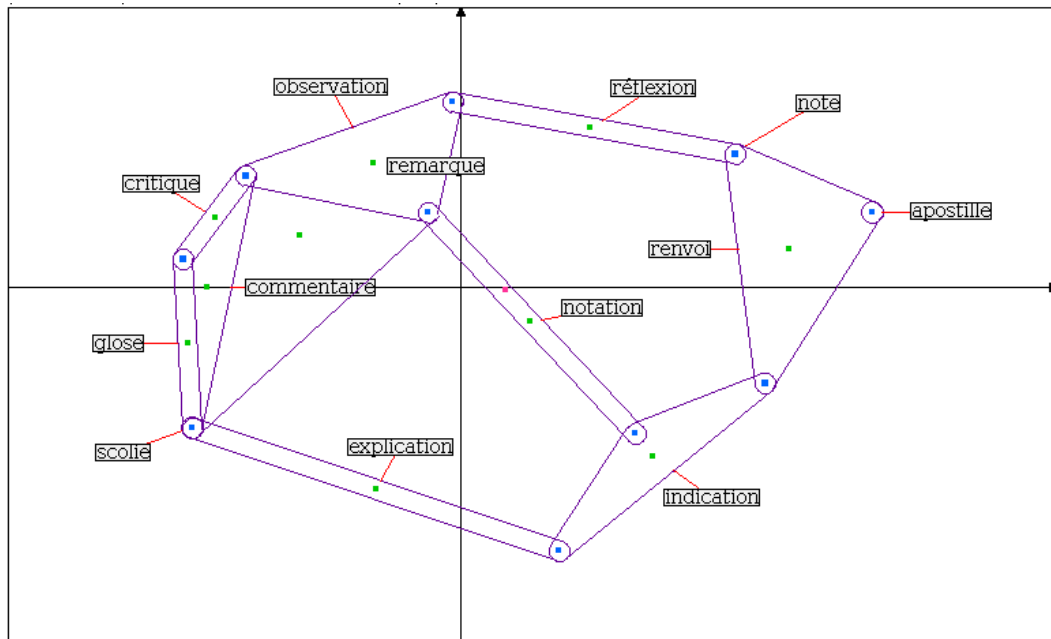 observation
réflexion
note
remarque
critique
apostille
renvoi
commentaire
notation
glose
explication
scolie
indication